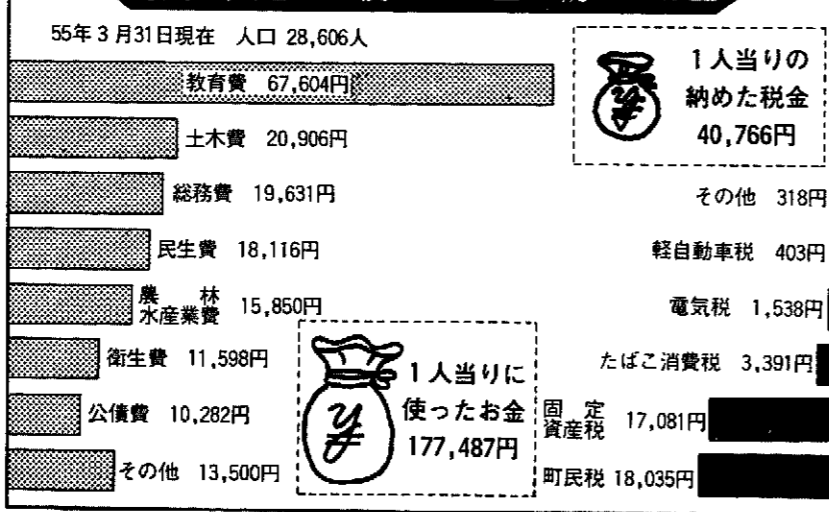 55年3月31日現在 人口 28,606人
教育費 67,604円
土木費 20,906円
総務費 19,631円
民生費 18,116円
農林水産業費 15,850円
衛生費 11,598円
公債費 10,282円
その他 13,500円
¥
1人当りに
使ったお金
177,487円
¥
1人当りの
納めた税金
40,766円
その他 318円
軽自動車税 403円
電気税 1,538円
たばこ消費税 3,391円
固定資産税 17,081円
町民税 18,035円